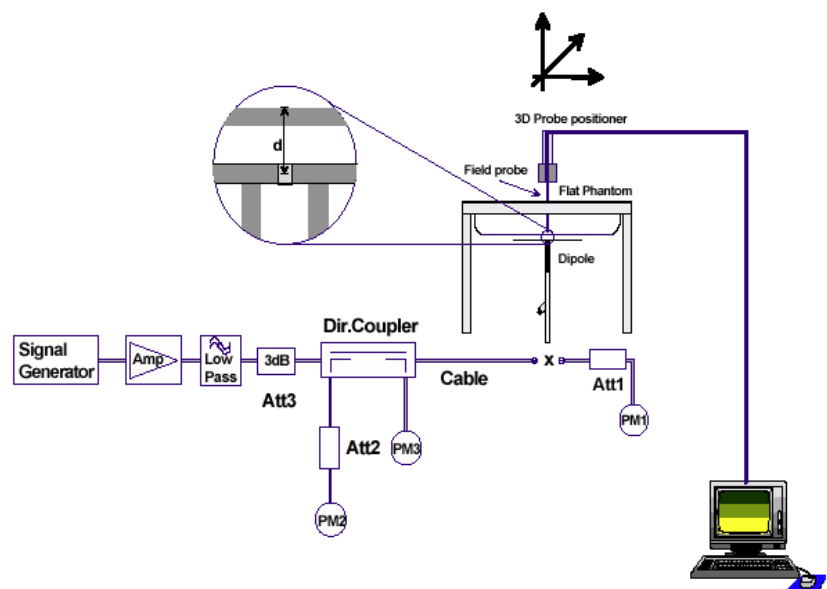 3D Probe positioner
d
Field probe
Flat Phantom
Dipole
Dir.Coupler
Signal
Generator
Amp
Low
Pass
3dB
Cable
x
Att1
Att3
PM1
Att2
PM3
PM2